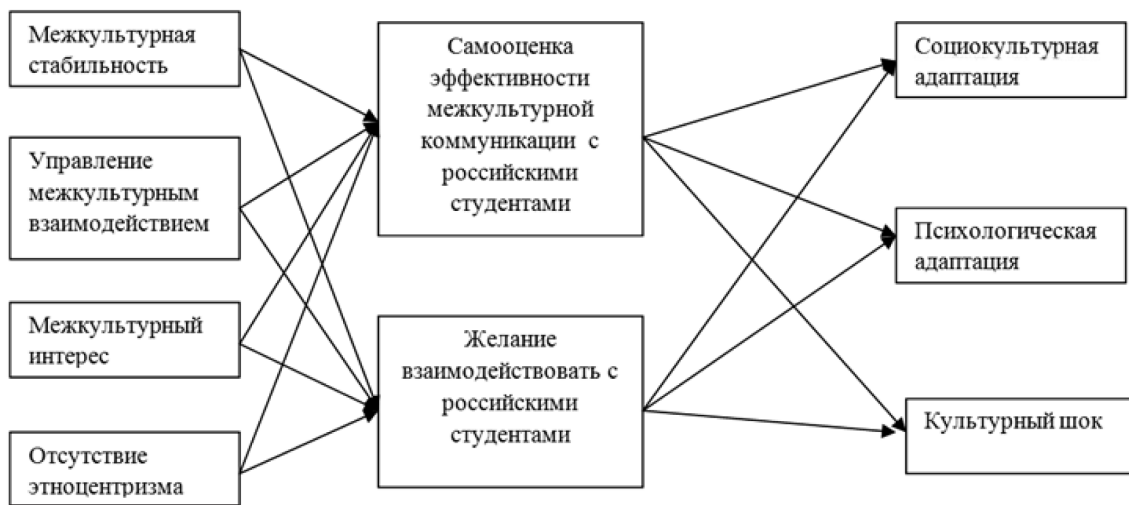 Межкультурная
стабильность
Управление
межкультурным
взаимодействием
Межкультурный
интерес
Отсутствие
этноцентризма
Самооценка
эффективности
межкультурной
коммуникации с
российскими
студентами
Желание
взаимодействовать с
российскими
студентами
Социокультурная
адаптация
Психологическая
адаптация
Культурный шок